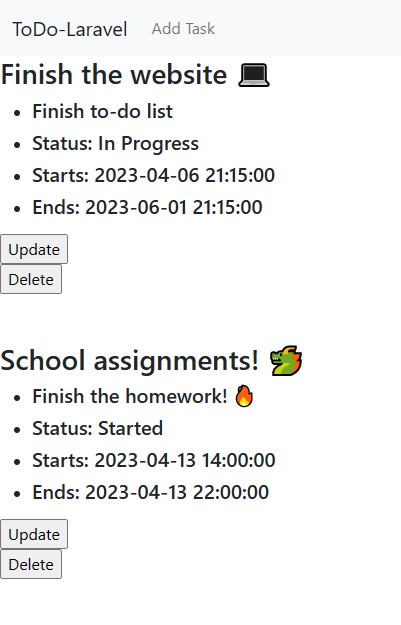 ToDo-Laravel Add Task
Finish the website 💻
• Finish to-do list
• Status: In Progress
• Starts: 2023-04-06 21:15:00
• Ends: 2023-06-01 21:15:00
Update
Delete
School assignments! 🐲
• Finish the homework! 🔥
• Status: Started
• Starts: 2023-04-13 14:00:00
• Ends: 2023-04-13 22:00:00
Update
Delete